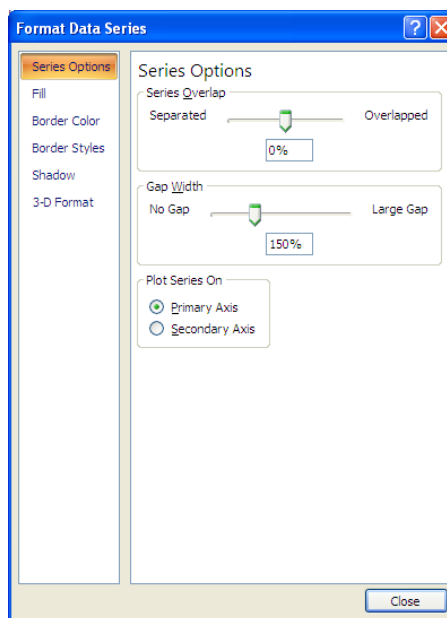 Format Data Series
?
Series Options
Fill
Border Color
Border Styles
Shadow
3-D Format
Series Options
Series Overlap
Separated Overlapped
0%
Gap Width
No Gap Large Gap
150%
Plot Series On
Primary Axis
Secondary Axis
Close